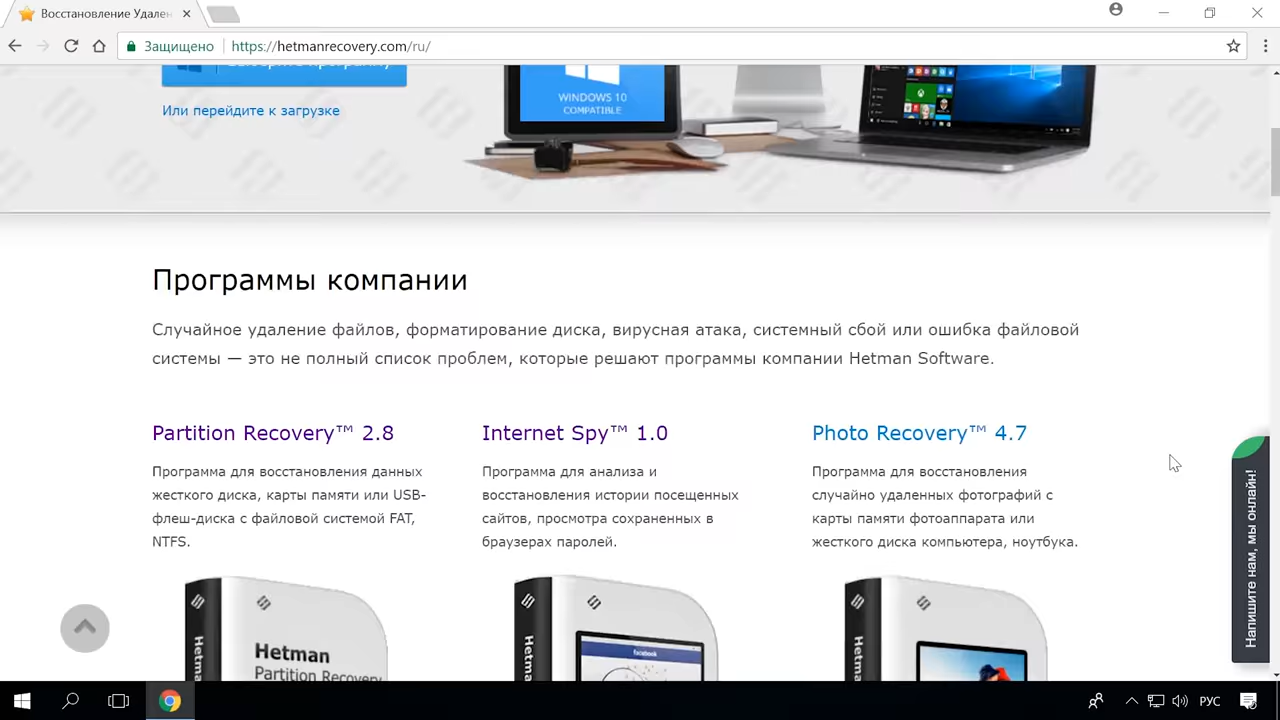 Восстановление Удален
Защищено
https://hetmanrecovery.com/ru/
Или перейдите к загрузке
WINDOWS 10
COMPATIBLE
Программы компании
Случайное удаление файлов, форматирование диска, вирусная атака, системный сбой или ошибка файловой
системы — это не полный список проблем, которые решают программы компании Hetman Software.
Partition Recovery™ 2.8
Программа для восстановления данных
жесткого диска, карты памяти или USB-
флеш-диска с файловой системой FAT,
NTFS.
Internet Spy™ 1.0
Программа для анализа и
восстановления истории посещенных
сайтов, просмотра сохраненных в
браузерах паролей.
Photo Recovery™ 4.7
Программа для восстановления
случайно удаленных фотографий с
карты памяти фотоаппарата или
жесткого диска компьютера, ноутбука.
Hetman
Partition Recovery
facebook
Напишите нам, мы онлайн!
РУС